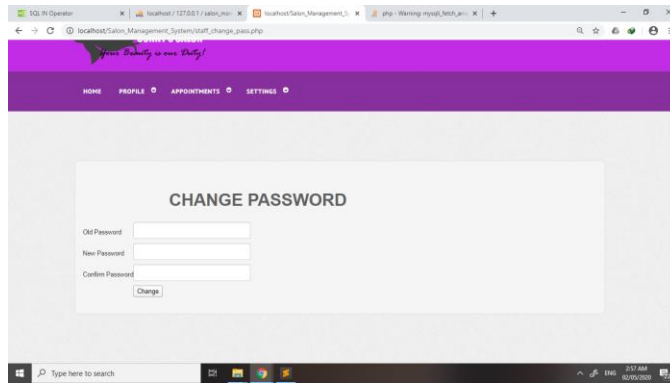 SQL IN Operator
localhost / 127.0.0.1 / salon_man
localhost/Salon_Management_S
php - Warning: mysqli_fetch_arr
localhost/Salon_Management_System/staff_change_pass.php
Your Beauty is our Duty!
HOME PROFILE APPOINTMENTS SETTINGS
CHANGE PASSWORD
Old Password
New Password
Confirm Password
Change
Type here to search
ENG
2:57 AM
02/05/2020